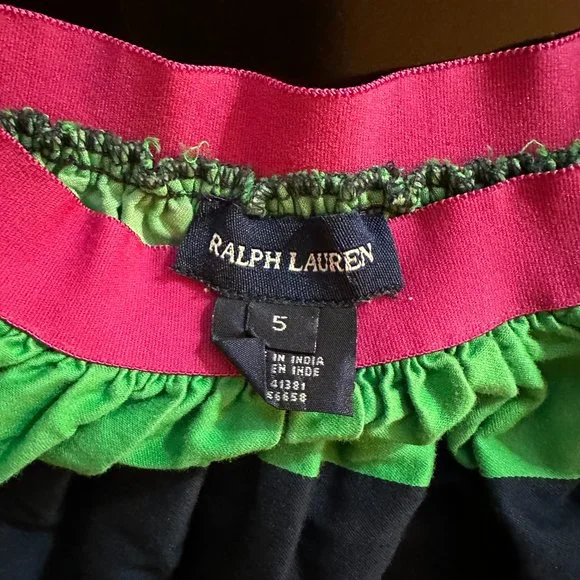 RALPH LAUREN
5
IN INDIA
EN INDE
41381
56658